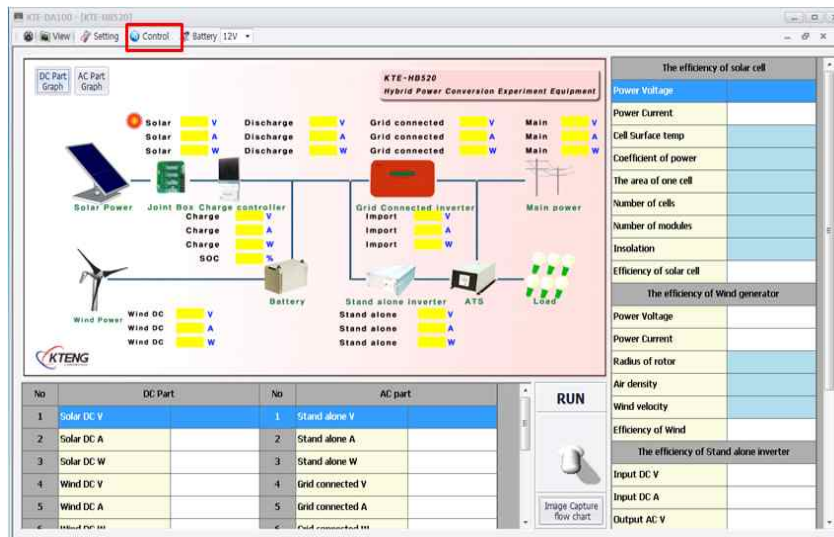 KTE-DA100 - [KTE-HB520]
View Setting Control Battery 12V
DC Part Graph
AC Part Graph
KTE-HB520
Hybrid Power Conversion Experiment Equipment
Solar V Discharge V Grid connected V Main V
Solar A Discharge A Grid connected A Main A
Solar W Discharge W Grid connected W Main W
Solar Power Joint Box Charge controller Grid Connected inverter Main power
Charge V Import V
Charge A Import A
Charge W Import W
SOC %
Battery Stand alone inverter ATS Load
Wind Power
Wind DC V Stand alone V
Wind DC A Stand alone A
Wind DC W Stand alone W
KTENG
No DC Part No AC part
1 Solar DC V 1 Stand alone V
2 Solar DC A 2 Stand alone A
3 Solar DC W 3 Stand alone W
4 Wind DC V 4 Grid connected V
5 Wind DC A 5 Grid connected A
6 Wind DC W 6 Grid connected W
RUN
Image Capture
flow chart
The efficiency of solar cell
Power Voltage
Power Current
Cell Surface temp
Coefficient of power
The area of one cell
Number of cells
Number of modules
Insolation
Efficiency of solar cell
The efficiency of Wind generator
Power Voltage
Power Current
Radius of rotor
Air density
Wind velocity
Efficiency of Wind
The efficiency of Stand alone inverter
Input DC V
Input DC A
Output AC V